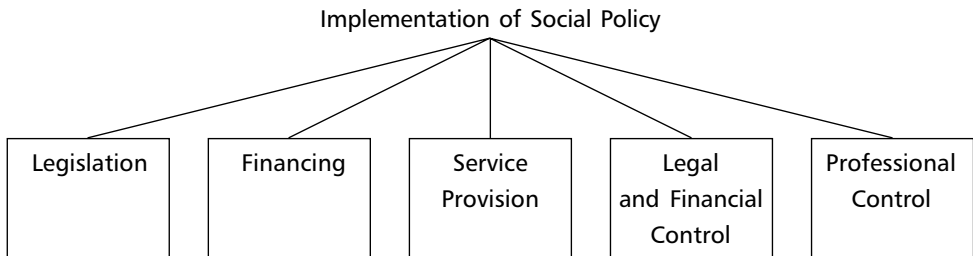 Implementation of Social Policy
Legislation
Financing
Service
Provision
Legal
and Financial
Control
Professional
Control